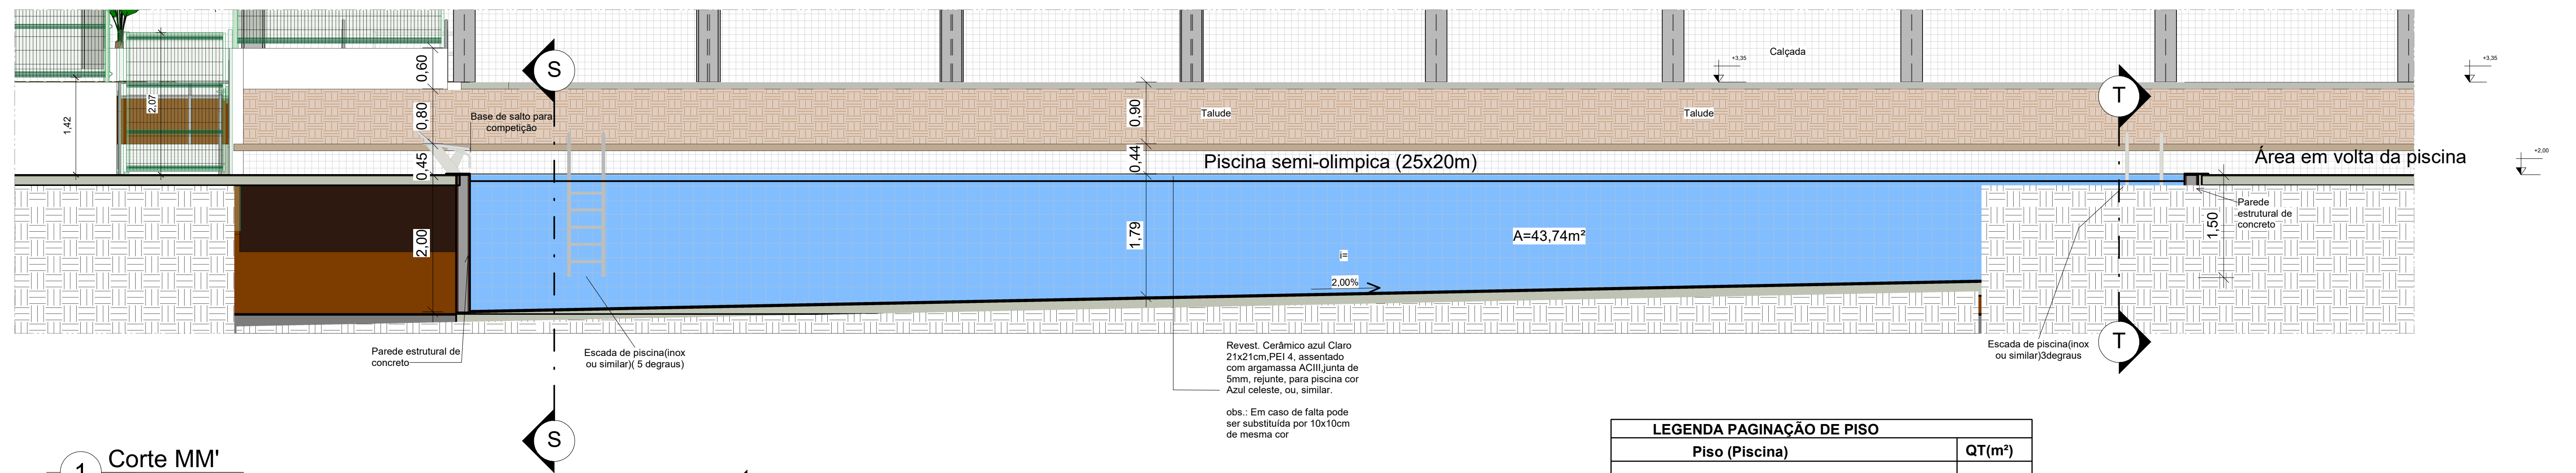 Calçada
+3,35
+3,35
S
T
0,60
2,07
1,42
0,80
Base de salto para
competição
0,90
Talude
Talude
0,45
0,44
Piscina semi-olimpica (25x20m)
Área em volta da piscina
+2,00
2,00
1,79
A=43,74m²
i=
2,00%
Parede
estrutural de
concreto
1,50
Parede estrutural de
concreto
Escada de piscina(inox
ou similar)( 5 degraus)
Revest. Cerâmico azul Claro
21x21cm,PEI 4, assentado
com argamassa ACIII,junta de
5mm, rejunte, para piscina cor
Azul celeste, ou, similar.
obs.: Em caso de falta pode
ser substituída por 10x10cm
de mesma cor
Escada de piscina(inox
ou similar)3degraus
T
S
1 Corte MM'
LEGENDA PAGINAÇÃO DE PISO
Piso (Piscina) QT(m²)